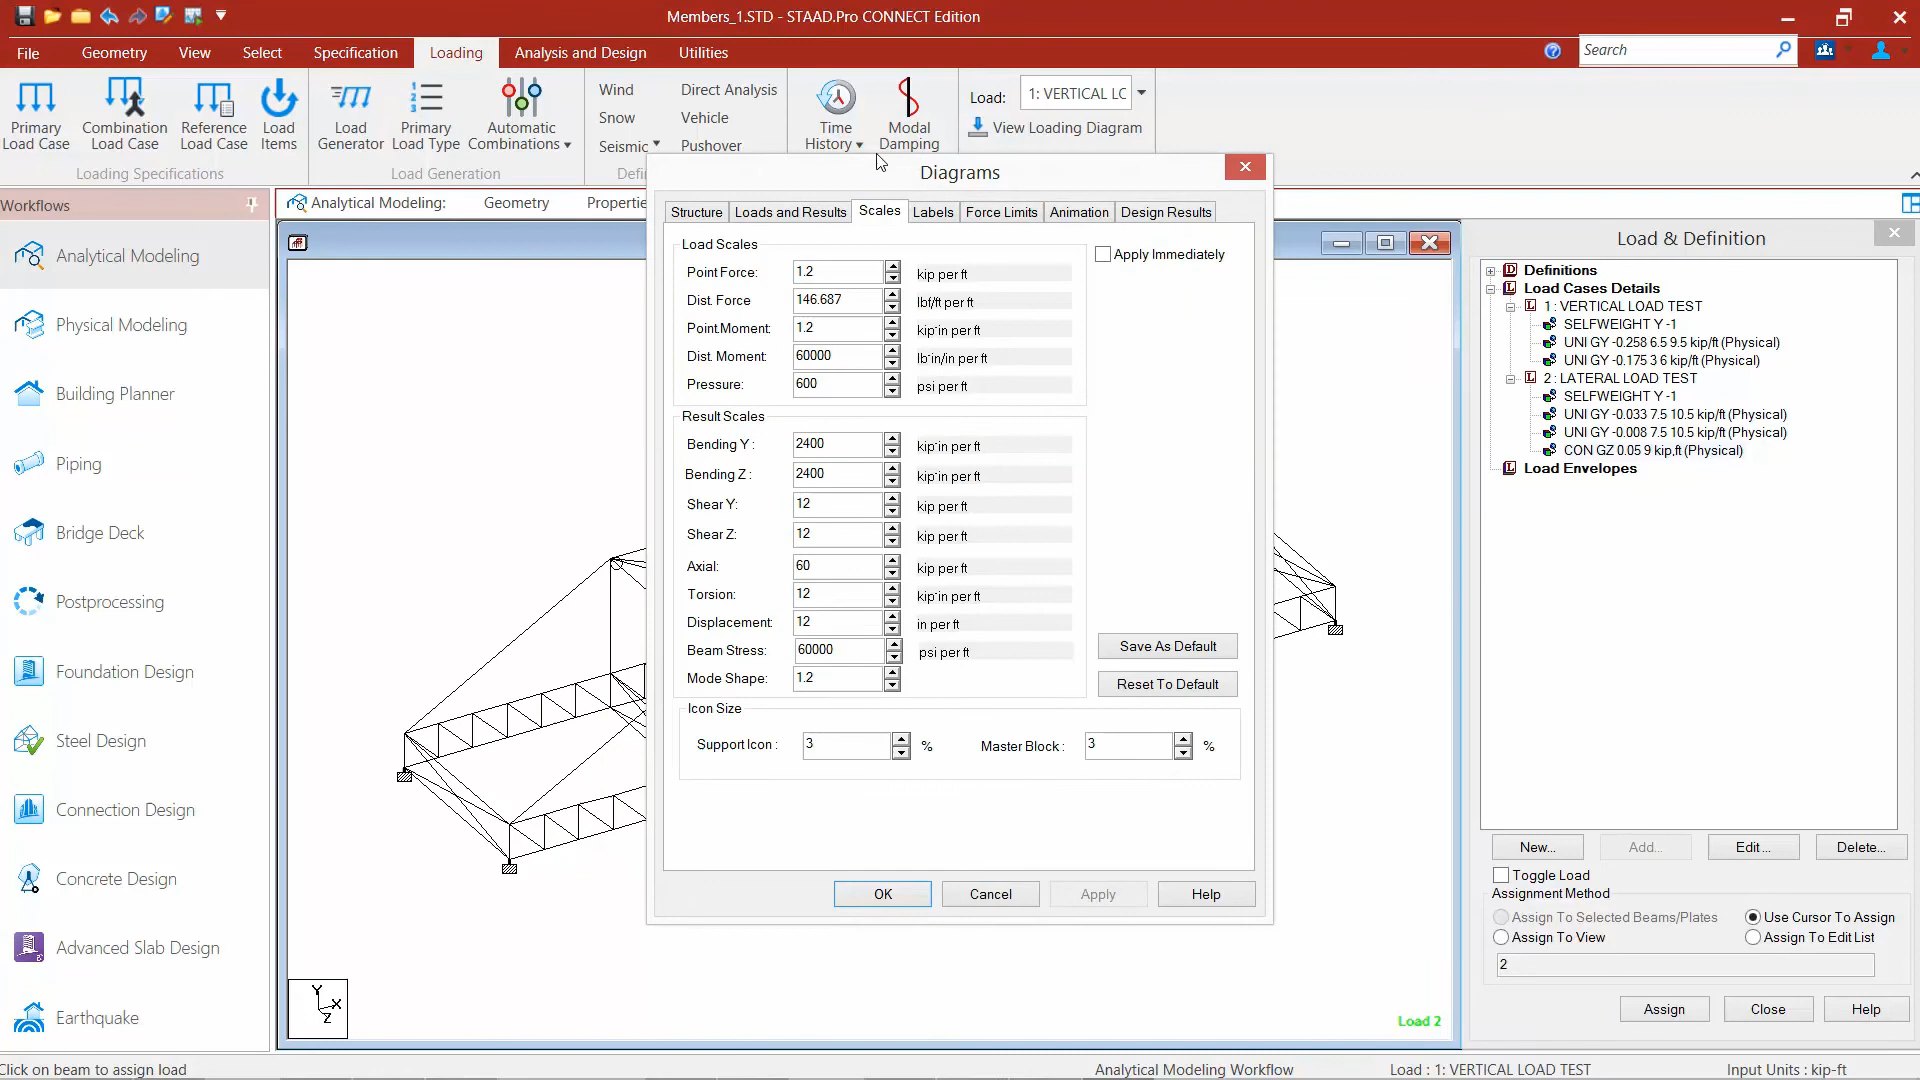 Members_1.STD - STAAD.Pro CONNECT Edition
File Geometry View Select Specification Loading Analysis and Design Utilities Search
Primary Load Case
Combination Load Case
Reference Load Case
Load Items
Loading Specifications
Load Generator
Primary Load Type
Automatic Combinations
Load Generation
Wind
Snow
Seismic
Direct Analysis
Vehicle
Pushover
Defi
Time History
Modal Damping
Load: 1: VERTICAL LC
View Loading Diagram
Workflows
Analytical Modeling
Physical Modeling
Building Planner
Piping
Bridge Deck
Postprocessing
Foundation Design
Steel Design
Connection Design
Concrete Design
Advanced Slab Design
Earthquake
Analytical Modeling: Geometry Propertie
Diagrams
Structure Loads and Results Scales Labels Force Limits Animation Design Results
Load Scales
Point Force: 1.2 kip per ft
Dist. Force 146.687 lbf/ft per ft
Point.Moment: 1.2 kip-in per ft
Dist. Moment: 60000 lb-in/in per ft
Pressure: 600 psi per ft
Apply Immediately
Result Scales
Bending Y : 2400 kip-in per ft
Bending Z : 2400 kip-in per ft
Shear Y: 12 kip per ft
Shear Z: 12 kip per ft
Axial: 60 kip per ft
Torsion: 12 kip-in per ft
Displacement: 12 in per ft
Beam Stress: 60000 psi per ft
Mode Shape: 1.2
Save As Default
Reset To Default
Icon Size
Support Icon : 3 % Master Block : 3 %
OK Cancel Apply Help
Y
X
Z
Load 2
Load & Definition
D Definitions
L Load Cases Details
L 1 : VERTICAL LOAD TEST
SELFWEIGHT Y -1
UNI GY -0.258 6.5 9.5 kip/ft (Physical)
UNI GY -0.175 3 6 kip/ft (Physical)
L 2 : LATERAL LOAD TEST
SELFWEIGHT Y -1
UNI GY -0.033 7.5 10.5 kip/ft (Physical)
UNI GY -0.008 7.5 10.5 kip/ft (Physical)
CON GZ 0.05 9 kip,ft (Physical)
L Load Envelopes
New... Add... Edit ... Delete...
Toggle Load
Assignment Method
Assign To Selected Beams/Plates Use Cursor To Assign
Assign To View Assign To Edit List
2
Assign Close Help
Click on beam to assign load Analytical Modeling Workflow Load : 1: VERTICAL LOAD TEST Input Units : kip-ft